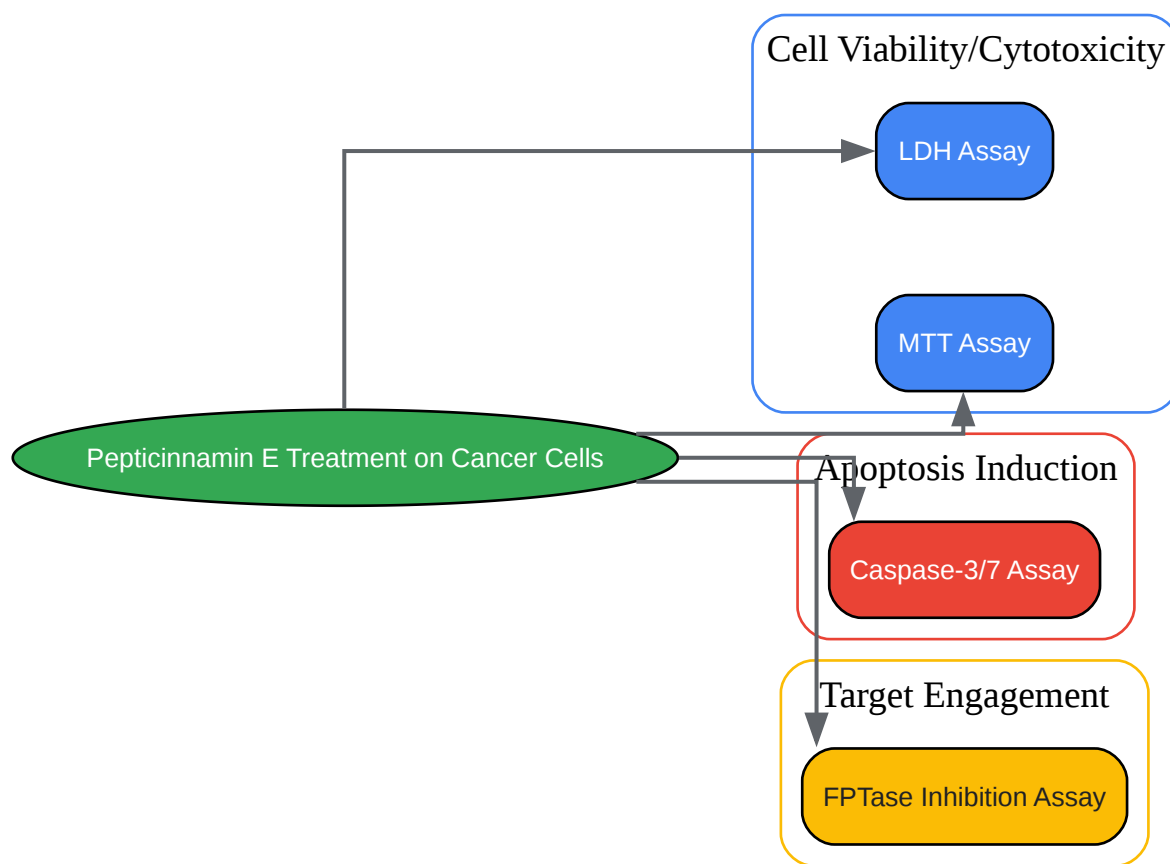 Cell Viability/Cytotoxicity
LDH Assay
MTT Assay
Pepticinnamin E Treatment on Cancer Cells
Apoptosis Induction
Caspase-3/7 Assay
Target Engagement
FPTase Inhibition Assay